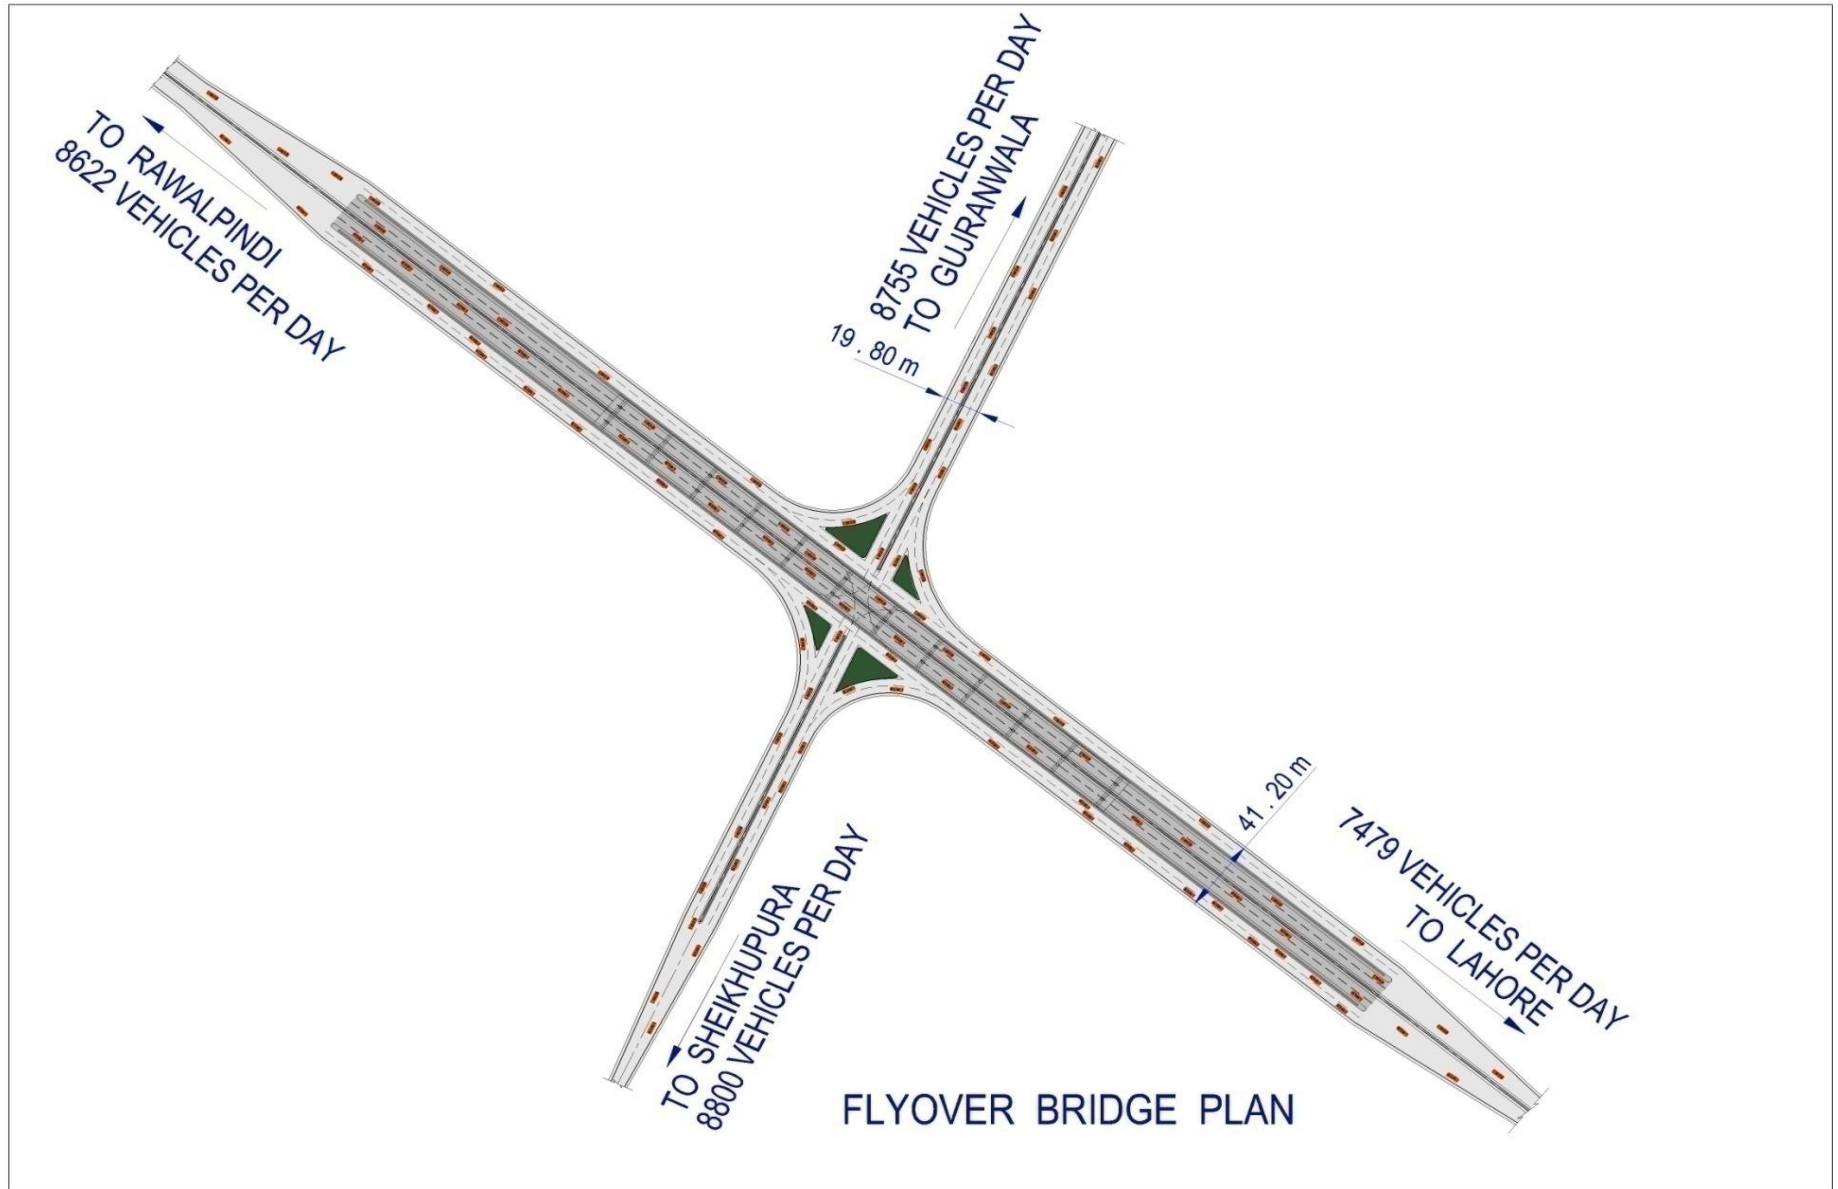 TO RAWALPINDI
8622 VEHICLES PER DAY
8755 VEHICLES PER DAY
TO GUJRANWALA
19 . 80 m
41 . 20 m
7479 VEHICLES PER DAY
TO LAHORE
TO SHEIKHUPURA
8800 VEHICLES PER DAY
FLYOVER BRIDGE PLAN